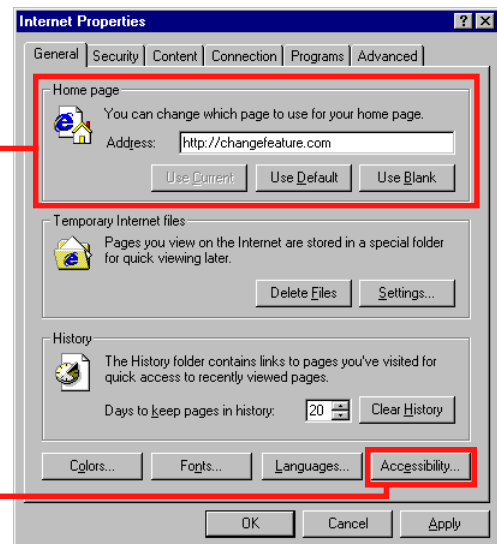 Internet Properties
General Security Content Connection Programs Advanced
Home page
You can change which page to use for your home page.
Address: http://changefeature.com
Use Current Use Default Use Blank
Temporary Internet files
Pages you view on the Internet are stored in a special folder
for quick viewing later.
Delete Files Settings...
History
The History folder contains links to pages you've visited for
quick access to recently viewed pages.
Days to keep pages in history: 20 Clear History
Colors... Fonts... Languages... Accessibility...
OK Cancel Apply